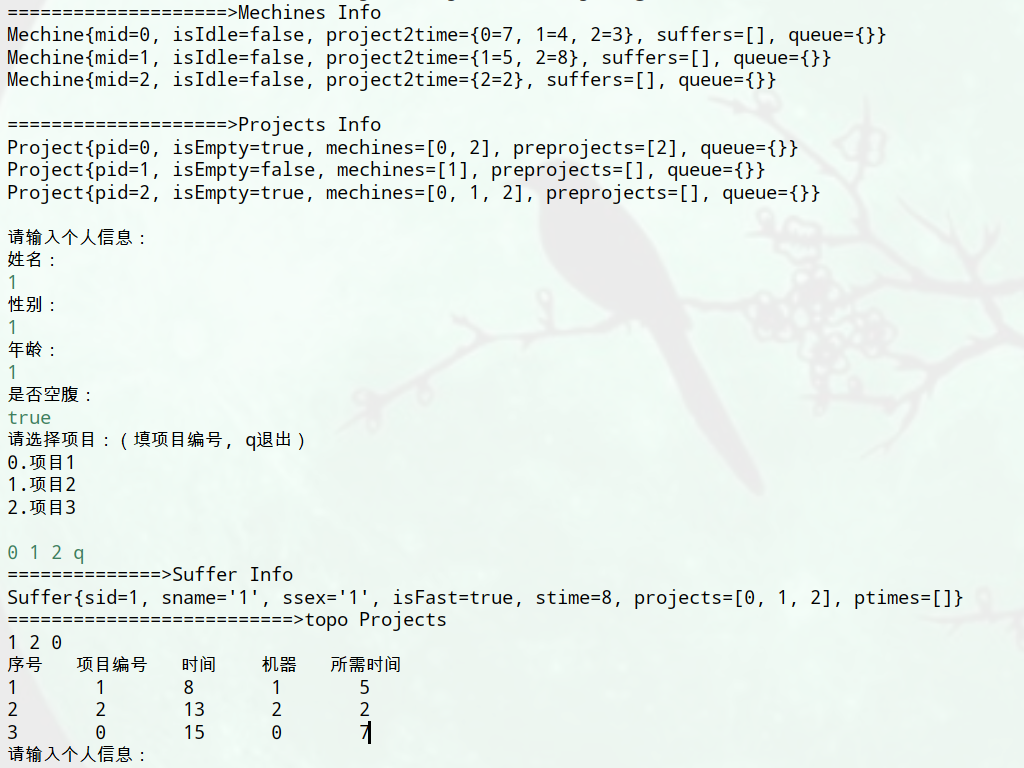 ====================>Mechines Info
Mechine{mid=0, isIdle=false, project2time={0=7, 1=4, 2=3}, suffers=[], queue={}}
Mechine{mid=1, isIdle=false, project2time={1=5, 2=8}, suffers=[], queue={}}
Mechine{mid=2, isIdle=false, project2time={2=2}, suffers=[], queue={}}
====================>Projects Info
Project{pid=0, isEmpty=true, mechines=[0, 2], preprojects=[2], queue={}}
Project{pid=1, isEmpty=false, mechines=[1], preprojects=[], queue={}}
Project{pid=2, isEmpty=true, mechines=[0, 1, 2], preprojects=[], queue={}}
请输入个人信息：
姓名：
1
性别：
1
年龄：
1
是否空腹：
true
请选择项目：(填项目编号, q退出)
0.项目1
1.项目2
2.项目3
0 1 2 q
==============>Suffer Info
Suffer{sid=1, sname='1', ssex='1', isFast=true, stime=8, projects=[0, 1, 2], ptimes=[]}
==========================>topo Projects
1 2 0
序号 项目编号 时间 机器 所需时间
1 1 8 1 5
2 2 13 2 2
3 0 15 0 7
请输入个人信息：